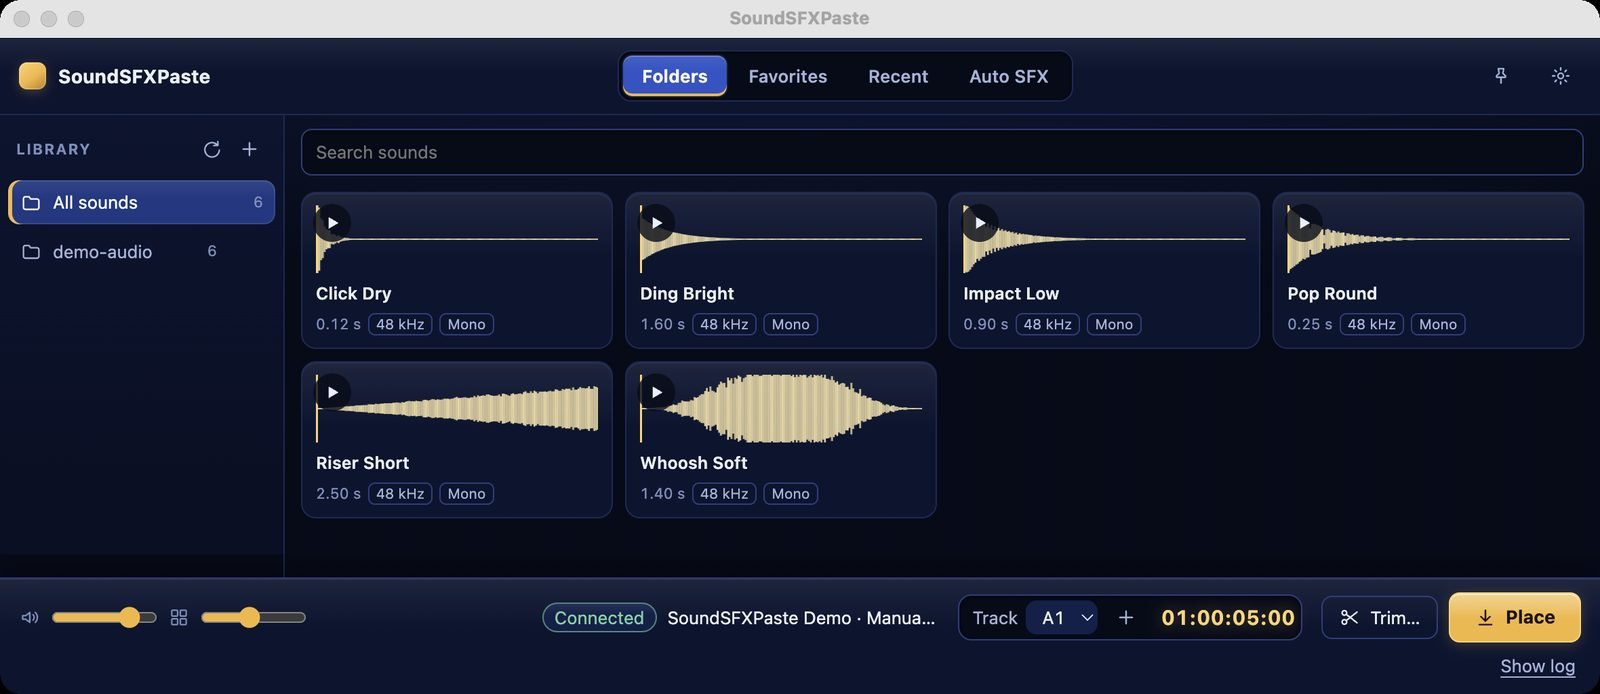 SoundSFXPaste
SoundSFXPaste
Folders
Favorites
Recent
Auto SFX
LIBRARY
All sounds 6
demo-audio 6
Search sounds
Click Dry
0.12 s 48 kHz Mono
Ding Bright
1.60 s 48 kHz Mono
Impact Low
0.90 s 48 kHz Mono
Pop Round
0.25 s 48 kHz Mono
Riser Short
2.50 s 48 kHz Mono
Whoosh Soft
1.40 s 48 kHz Mono
Connected
SoundSFXPaste Demo · Manua...
Track A1
01:00:05:00
Trim...
Place
Show log